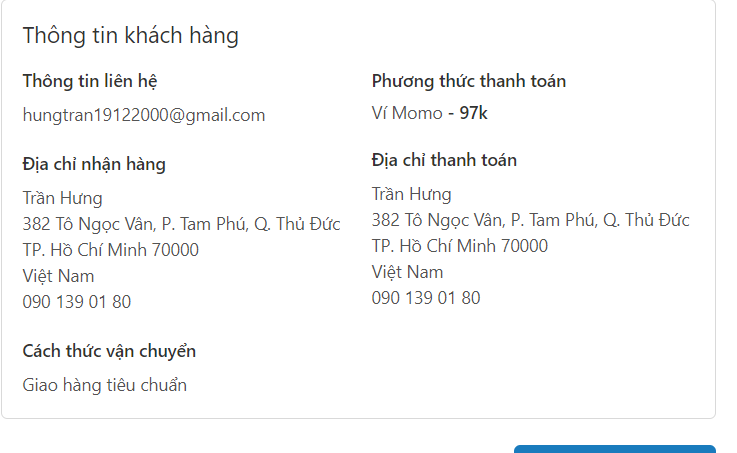 Thông tin khách hàng
Thông tin liên hệ
hungtran19122000@gmail.com
Địa chỉ nhận hàng
Trần Hưng
382 Tô Ngọc Vân, P. Tam Phú, Q. Thủ Đức
TP. Hồ Chí Minh 70000
Việt Nam
090 139 01 80
Cách thức vận chuyển
Giao hàng tiêu chuẩn
Phương thức thanh toán
Ví Momo - 97k
Địa chỉ thanh toán
Trần Hưng
382 Tô Ngọc Vân, P. Tam Phú, Q. Thủ Đức
TP. Hồ Chí Minh 70000
Việt Nam
090 139 01 80